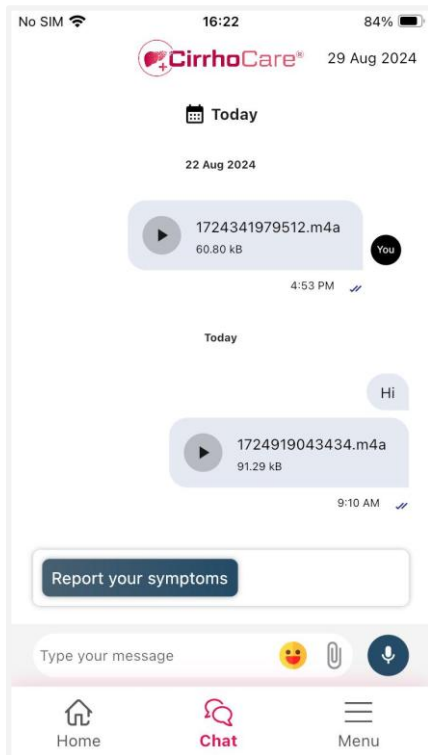 No SIM 16:22 84%
CirrhoCare® 29 Aug 2024
Today
22 Aug 2024
1724341979512.m4a
60.80 kB
You
4:53 PM
Today
Hi
1724919043434.m4a
91.29 kB
9:10 AM
Report your symptoms
Type your message
Home Chat Menu